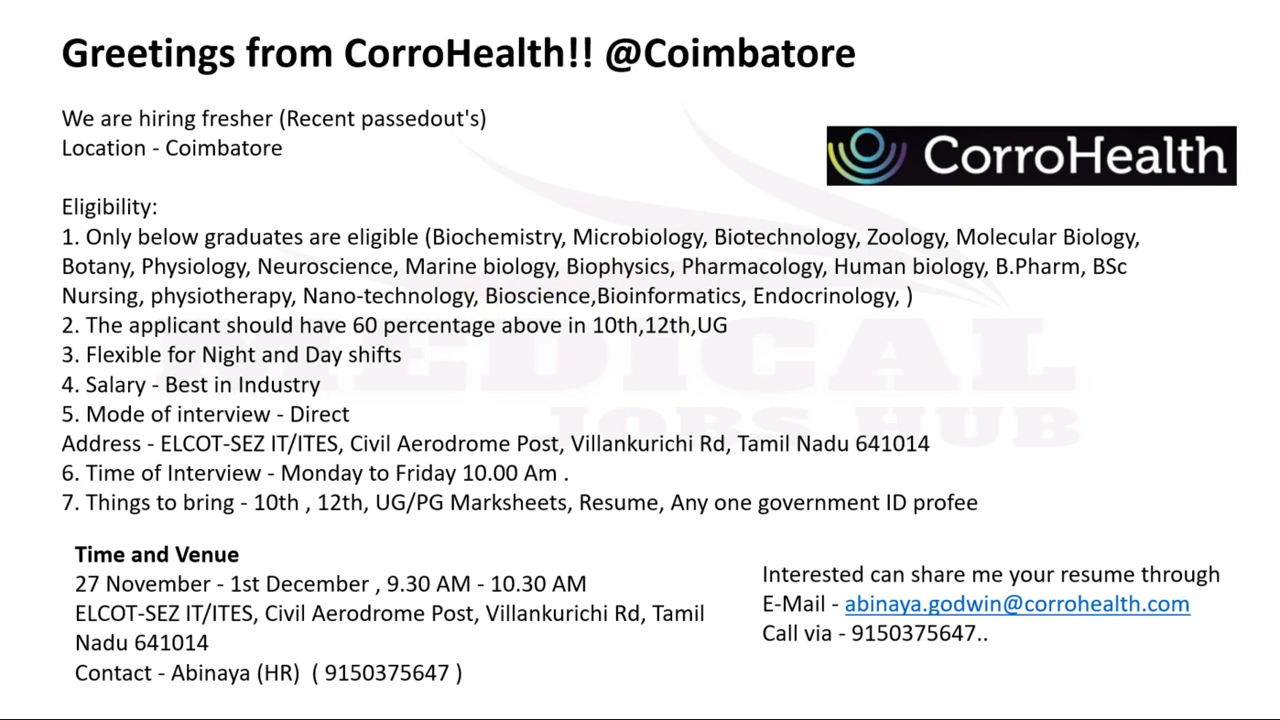 Greetings from CorroHealth!! @Coimbatore
We are hiring fresher (Recent passedout's)
Location - Coimbatore
CorroHealth
Eligibility:
1. Only below graduates are eligible (Biochemistry, Microbiology, Biotechnology, Zoology, Molecular Biology,
Botany, Physiology, Neuroscience, Marine biology, Biophysics, Pharmacology, Human biology, B.Pharm, BSc
Nursing, physiotherapy, Nano-technology, Bioscience,Bioinformatics, Endocrinology, )
2. The applicant should have 60 percentage above in 10th,12th,UG
3. Flexible for Night and Day shifts
4. Salary - Best in Industry
5. Mode of interview - Direct
Address - ELCOT-SEZ IT/ITES, Civil Aerodrome Post, Villankurichi Rd, Tamil Nadu 641014
6. Time of Interview - Monday to Friday 10.00 Am .
7. Things to bring - 10th , 12th, UG/PG Marksheets, Resume, Any one government ID profee
MEDICAL
JOBS HUB
Time and Venue
27 November - 1st December , 9.30 AM - 10.30 AM
ELCOT-SEZ IT/ITES, Civil Aerodrome Post, Villankurichi Rd, Tamil
Nadu 641014
Contact - Abinaya (HR)  ( 9150375647 )
Interested can share me your resume through
E-Mail - abinaya.godwin@corrohealth.com
Call via - 9150375647..